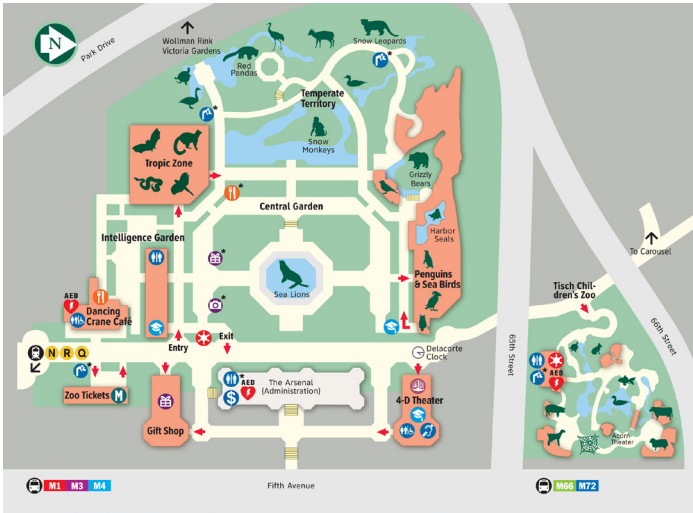 N
Park Drive
Wollman Rink
Victoria Gardens
Snow Leopards
Red
Pandas
*
*
Temperate
Territory
Snow
Monkeys
Tropic Zone
Grizzly
Bears
*
Central Garden
Harbor
Seals
Intelligence Garden
*
To Carousel
Penguins
& Sea Birds
Sea Lions
Tisch Chil-
dren's Zoo
AED
*
Dancing
Crane Café
66th Street
65th Street
Entry
Exit
N R Q
Delacorte
Clock
*
*
AED
*
AED
The Arsenal
(Administration)
Zoo Tickets M
$
4-D Theater
Gift Shop
Acorn
Theater
M1 M3 M4
Fifth Avenue
M66 M72